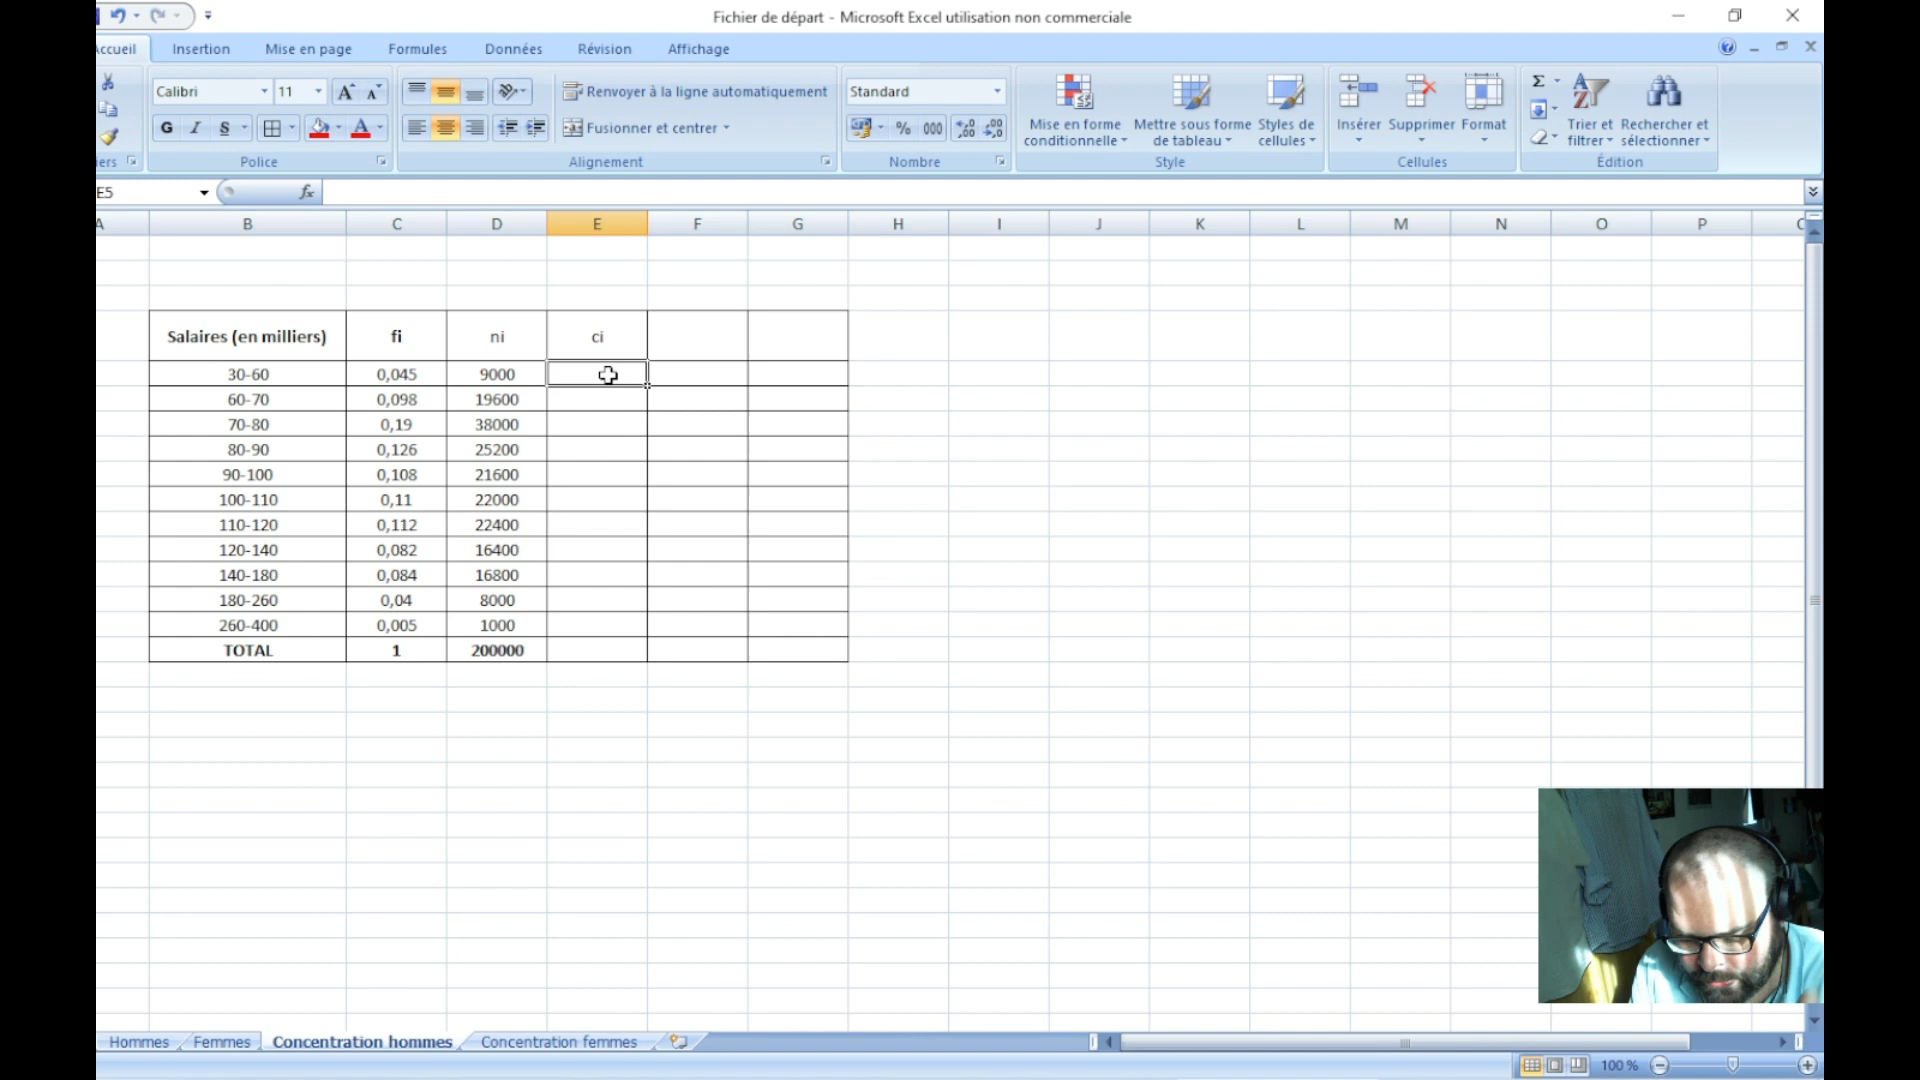 Fichier de départ - Microsoft Excel utilisation non commerciale
Accueil Insertion Mise en page Formules Données Révision Affichage
Calibri 11 Renvoyer à la ligne automatiquement Standard
G I S Fusionner et centrer % 000
Mise en forme conditionnelle
Mettre sous forme de tableau
Styles de cellules
Insérer Supprimer Format
Trier et filtrer
Rechercher et sélectionner
Police Alignement Nombre Style Cellules Édition
E5 fx
A B C D E F G H I J K L M N O P
Salaires (en milliers) fi ni ci
30-60 0,045 9000
60-70 0,098 19600
70-80 0,19 38000
80-90 0,126 25200
90-100 0,108 21600
100-110 0,11 22000
110-120 0,112 22400
120-140 0,082 16400
140-180 0,084 16800
180-260 0,04 8000
260-400 0,005 1000
TOTAL 1 200000
Hommes Femmes Concentration hommes Concentration femmes
100 %